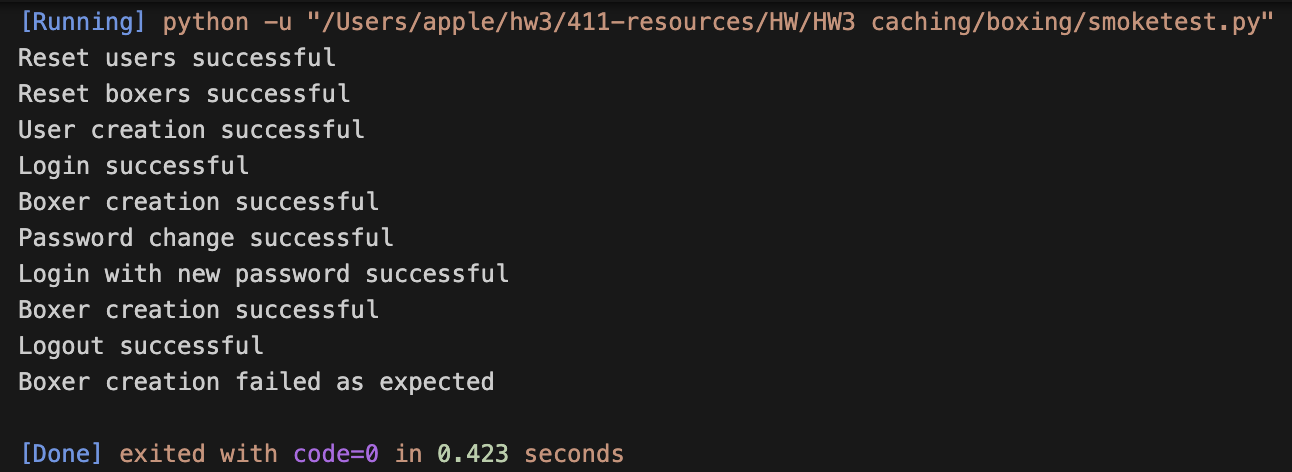 [Running] python -u "/Users/apple/hw3/411-resources/HW/HW3 caching/boxing/smoketest.py"
Reset users successful
Reset boxers successful
User creation successful
Login successful
Boxer creation successful
Password change successful
Login with new password successful
Boxer creation successful
Logout successful
Boxer creation failed as expected
[Done] exited with code=0 in 0.423 seconds